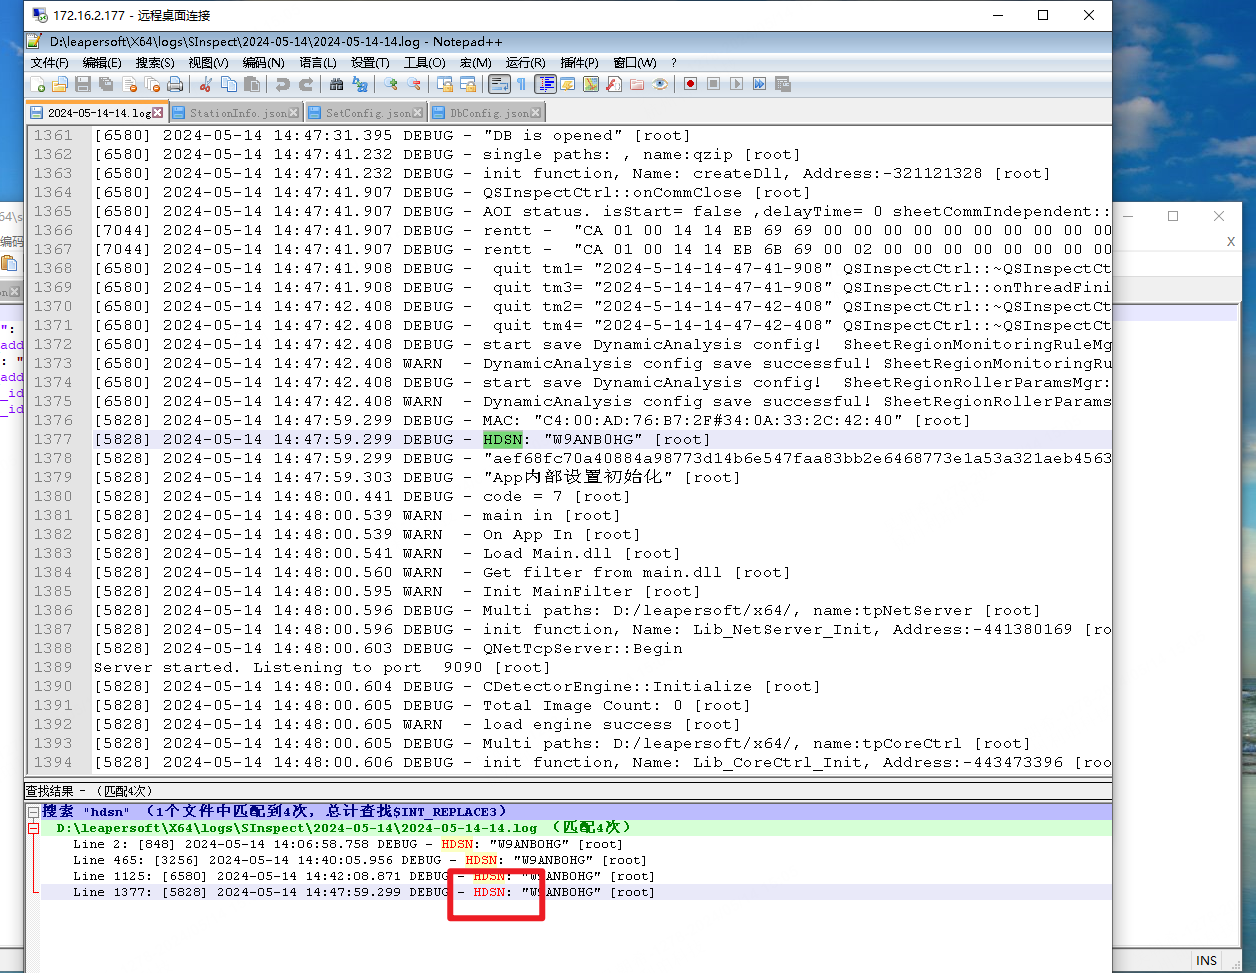 172.16.2.177 - 远程桌面连接
D:\leapersoft\X64\logs\SInspect\2024-05-14\2024-05-14-14.log - Notepad++
文件(F) 编辑(E) 搜索(S) 视图(V) 编码(N) 语言(L) 设置(T) 工具(O) 宏(M) 运行(R) 插件(P) 窗口(W) ?
2024-05-14-14.log StationInfo.json SetConfig.json DbConfig.json
1361 [6580] 2024-05-14 14:47:31.395 DEBUG - "DB is opened" [root]
1362 [6580] 2024-05-14 14:47:41.232 DEBUG - single paths: , name:qzip [root]
1363 [6580] 2024-05-14 14:47:41.232 DEBUG - init function, Name: createDll, Address:-321121328 [root]
1364 [6580] 2024-05-14 14:47:41.907 DEBUG - QSInspectCtrl::onCommClose [root]
1365 [6580] 2024-05-14 14:47:41.907 DEBUG - AOI status. isStart= false ,delayTime= 0 sheetCommIndependent::
1366 [7044] 2024-05-14 14:47:41.907 DEBUG - rentt - "CA 01 00 14 14 EB 69 69 00 00 00 00 00 00 00 00 00 00
1367 [7044] 2024-05-14 14:47:41.907 DEBUG - rentt - "CA 01 00 14 14 EB 6B 69 00 02 00 00 00 00 00 00 00 00
1368 [6580] 2024-05-14 14:47:41.908 DEBUG - quit tm1= "2024-5-14-14-47-41-908" QSInspectCtrl::~QSInspectCt
1369 [6580] 2024-05-14 14:47:41.908 DEBUG - quit tm3= "2024-5-14-14-47-41-908" QSInspectCtrl::onThreadFini
1370 [6580] 2024-05-14 14:47:42.408 DEBUG - quit tm2= "2024-5-14-14-47-42-408" QSInspectCtrl::~QSInspectCt
1371 [6580] 2024-05-14 14:47:42.408 DEBUG - quit tm4= "2024-5-14-14-47-42-408" QSInspectCtrl::~QSInspectCt
1372 [6580] 2024-05-14 14:47:42.408 DEBUG - start save DynamicAnalysis config! SheetRegionMonitoringRuleMg
1373 [6580] 2024-05-14 14:47:42.408 WARN - DynamicAnalysis config save successful! SheetRegionMonitoringRu
1374 [6580] 2024-05-14 14:47:42.408 DEBUG - start save DynamicAnalysis config! SheetRegionRollerParamsMgr:
1375 [6580] 2024-05-14 14:47:42.408 WARN - DynamicAnalysis config save successful! SheetRegionRollerParams
1376 [5828] 2024-05-14 14:47:59.299 DEBUG - MAC: "C4:00:AD:76:B7:2F#34:0A:33:2C:42:40" [root]
1377 [5828] 2024-05-14 14:47:59.299 DEBUG - HDSN: "W9ANB0HG" [root]
1378 [5828] 2024-05-14 14:47:59.299 DEBUG - "aef68fc70a40884a98773d14b6e547faa83bb2e6468773e1a53a321aeb4563
1379 [5828] 2024-05-14 14:47:59.303 DEBUG - "App内部设置初始化" [root]
1380 [5828] 2024-05-14 14:48:00.441 DEBUG - code = 7 [root]
1381 [5828] 2024-05-14 14:48:00.539 WARN - main in [root]
1382 [5828] 2024-05-14 14:48:00.539 WARN - On App In [root]
1383 [5828] 2024-05-14 14:48:00.541 WARN - Load Main.dll [root]
1384 [5828] 2024-05-14 14:48:00.560 WARN - Get filter from main.dll [root]
1385 [5828] 2024-05-14 14:48:00.595 WARN - Init MainFilter [root]
1386 [5828] 2024-05-14 14:48:00.596 DEBUG - Multi paths: D:/leapersoft/x64/, name:tpNetServer [root]
1387 [5828] 2024-05-14 14:48:00.596 DEBUG - init function, Name: Lib_NetServer_Init, Address:-441380169 [ro
1388 [5828] 2024-05-14 14:48:00.603 DEBUG - QNetTcpServer::Begin
1389 Server started. Listening to port 9090 [root]
1390 [5828] 2024-05-14 14:48:00.604 DEBUG - CDetectorEngine::Initialize [root]
1391 [5828] 2024-05-14 14:48:00.605 DEBUG - Total Image Count: 0 [root]
1392 [5828] 2024-05-14 14:48:00.605 WARN - load engine success [root]
1393 [5828] 2024-05-14 14:48:00.605 DEBUG - Multi paths: D:/leapersoft/x64/, name:tpCoreCtrl [root]
1394 [5828] 2024-05-14 14:48:00.606 DEBUG - init function, Name: Lib_CoreCtrl_Init, Address:-443473396 [roo
查找结果 - （匹配4次）
搜索 "hdsn" （1个文件中匹配到4次，总计查找$INT_REPLACE3）
D:\leapersoft\X64\logs\SInspect\2024-05-14\2024-05-14-14.log （匹配4次）
Line 2: [848] 2024-05-14 14:06:58.758 DEBUG - HDSN: "W9ANB0HG" [root]
Line 465: [3256] 2024-05-14 14:40:05.956 DEBUG - HDSN: "W9ANB0HG" [root]
Line 1125: [6580] 2024-05-14 14:42:08.871 DEBUG - HDSN: "W9ANB0HG" [root]
Line 1377: [5828] 2024-05-14 14:47:59.299 DEBUG - HDSN: "W9ANB0HG" [root]
64\s
编码
":
add
: "
add
_id
_id
X
INS